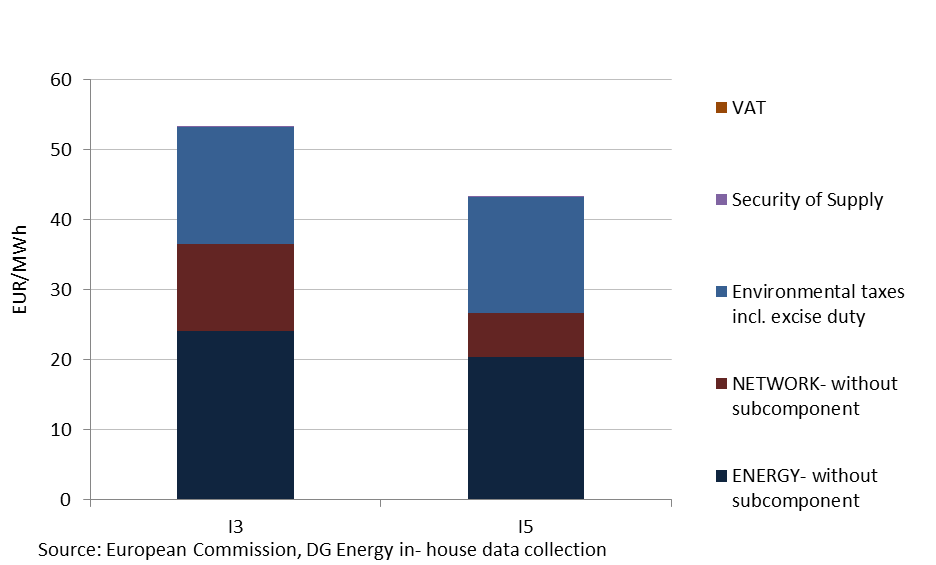 60
50
40
30
20
10
0
EUR/MWh
I3
I5
VAT
Security of Supply
Environmental taxes
incl. excise duty
NETWORK- without
subcomponent
ENERGY- without
subcomponent
Source: European Commission, DG Energy in- house data collection